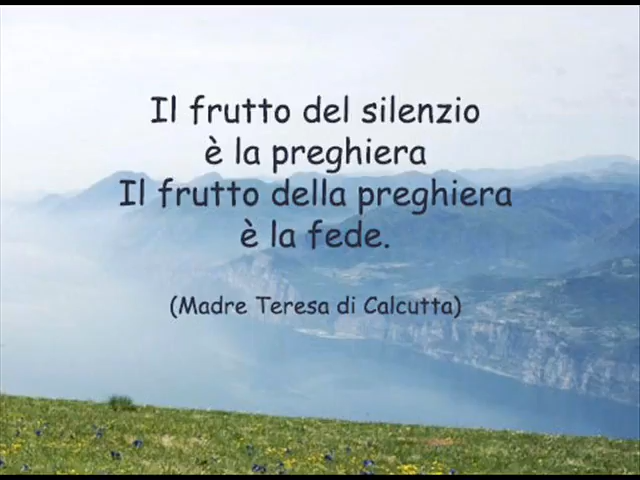 Il frutto del silenzio
è la preghiera
Il frutto della preghiera
è la fede.
(Madre Teresa di Calcutta)